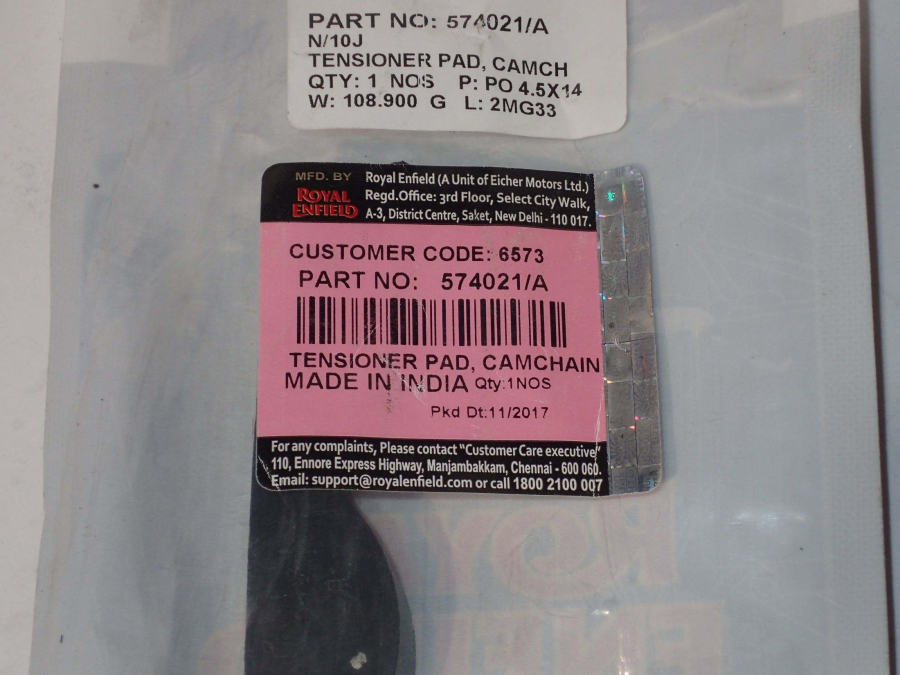 PART NO: 574021/A
N/10J
TENSIONER PAD, CAMCH
QTY: 1 NOS P: PO 4.5X14
W: 108.900 G L: 2MG33
MFD. BY
ROYAL
ENFIELD
Royal Enfield (A Unit of Eicher Motors Ltd.)
Regd.Office: 3rd Floor, Select City Walk,
A-3, District Centre, Saket, New Delhi - 110 017.
CUSTOMER CODE: 6573
PART NO: 574021/A
TENSIONER PAD, CAMCHAIN
MADE IN INDIA Qty:1NOS
Pkd Dt:11/2017
For any complaints, Please contact "Customer Care executive"
110, Ennore Express Highway, Manjambakkam, Chennai - 600 060.
Email: support@royalenfield.com or call 1800 2100 007